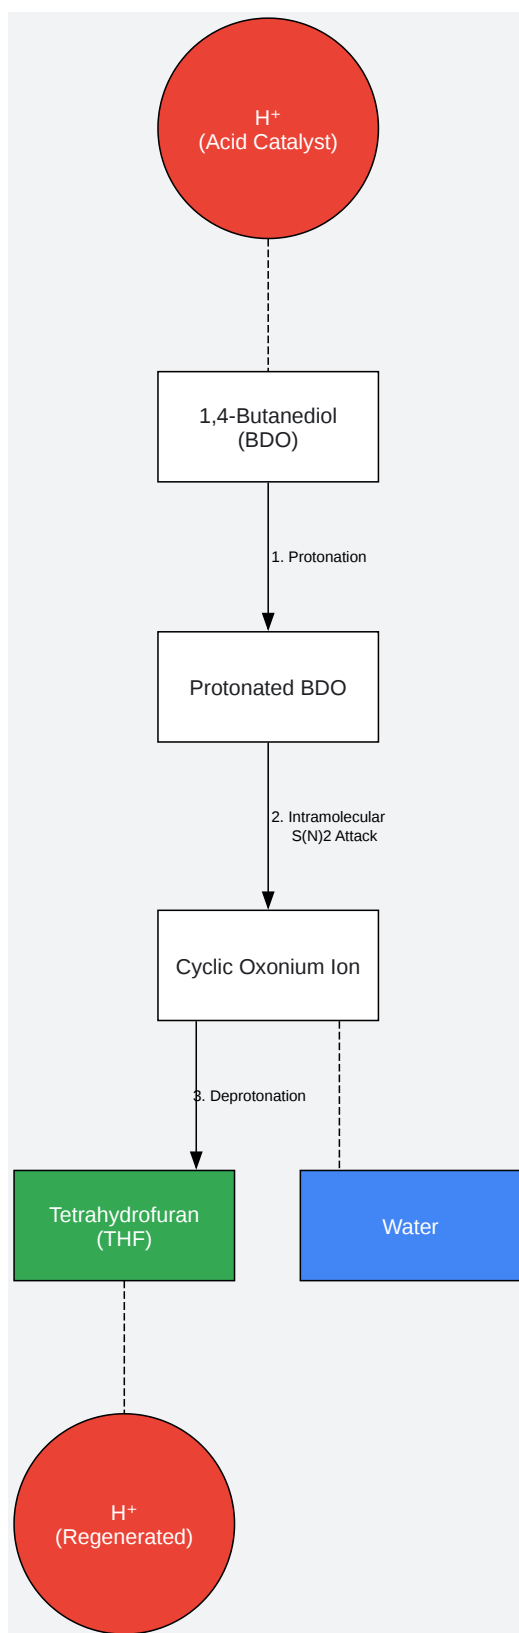 H⁺
(Acid Catalyst)
1,4-Butanediol
(BDO)
1. Protonation
Protonated BDO
2. Intramolecular
S(N)2 Attack
Cyclic Oxonium Ion
3. Deprotonation
Tetrahydrofuran
(THF)
Water
H⁺
(Regenerated)